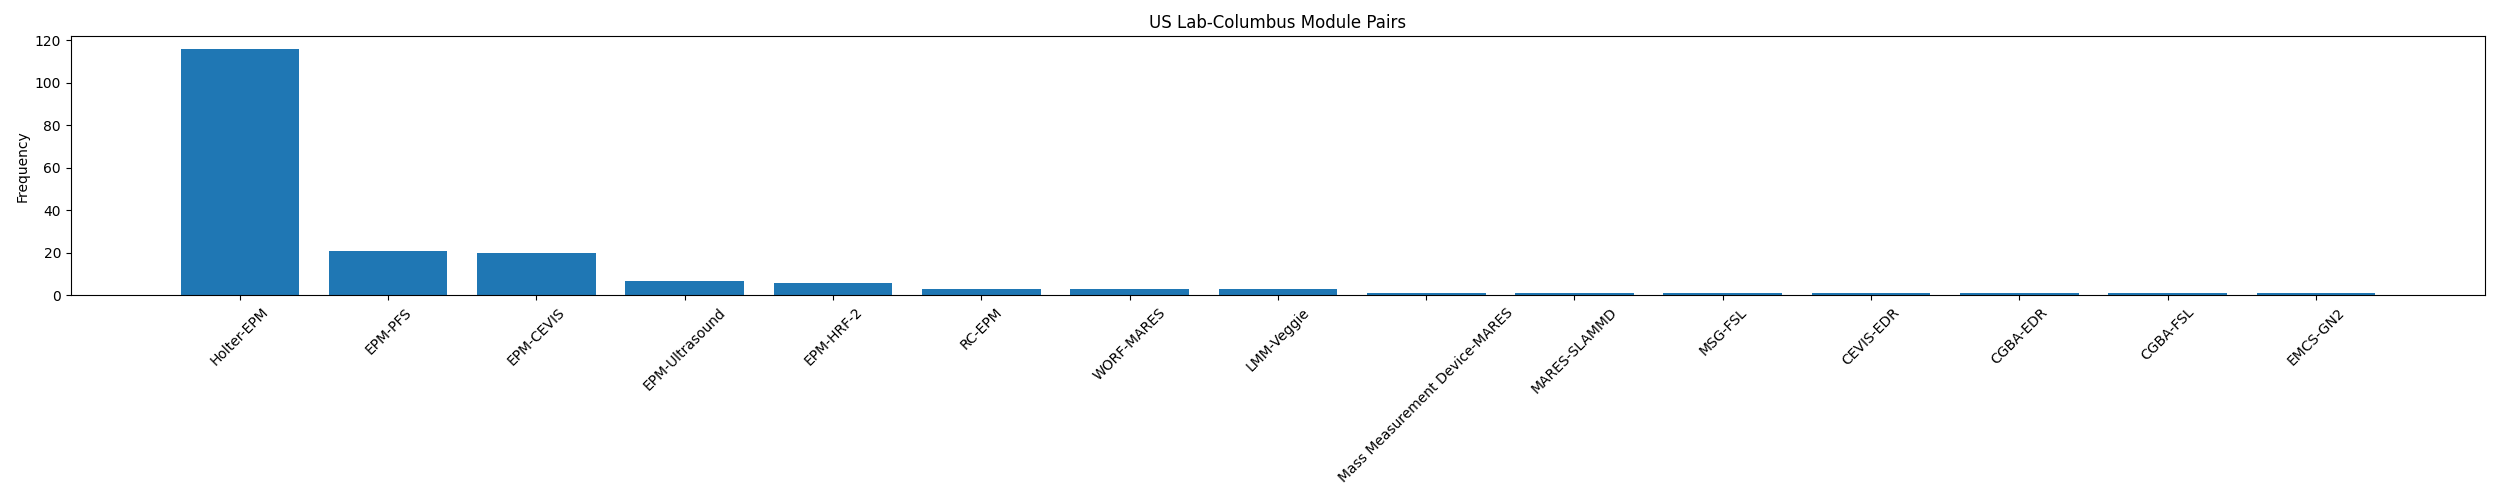 US Lab-Columbus Module Pairs
120
100
80
60
40
20
0
Frequency
Holter-EPM
EPM-PFS
EPM-CEVIS
EPM-Ultrasound
EPM-HRF-2
RC-EPM
WORF-MARES
LMM-Veggie
Mass Measurement Device-MARES
MARES-SLAMMD
MSG-FSL
CEVIS-EDR
CGBA-EDR
CGBA-FSL
EMCS-GN2